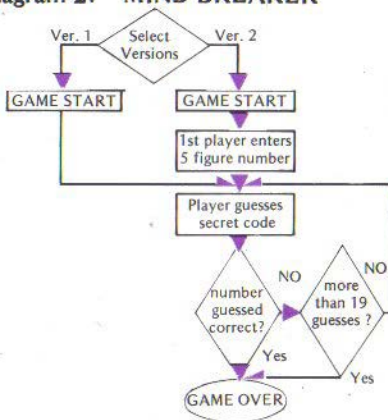 agram 2. MIND BREAKER
Ver. 1
Select
Versions
Ver. 2
GAME START
GAME START
1st player enters
5 figure number
Player guesses
secret code
number
guessed
correct?
NO
more
than 19
guesses ?
NO
Yes
Yes
GAME OVER